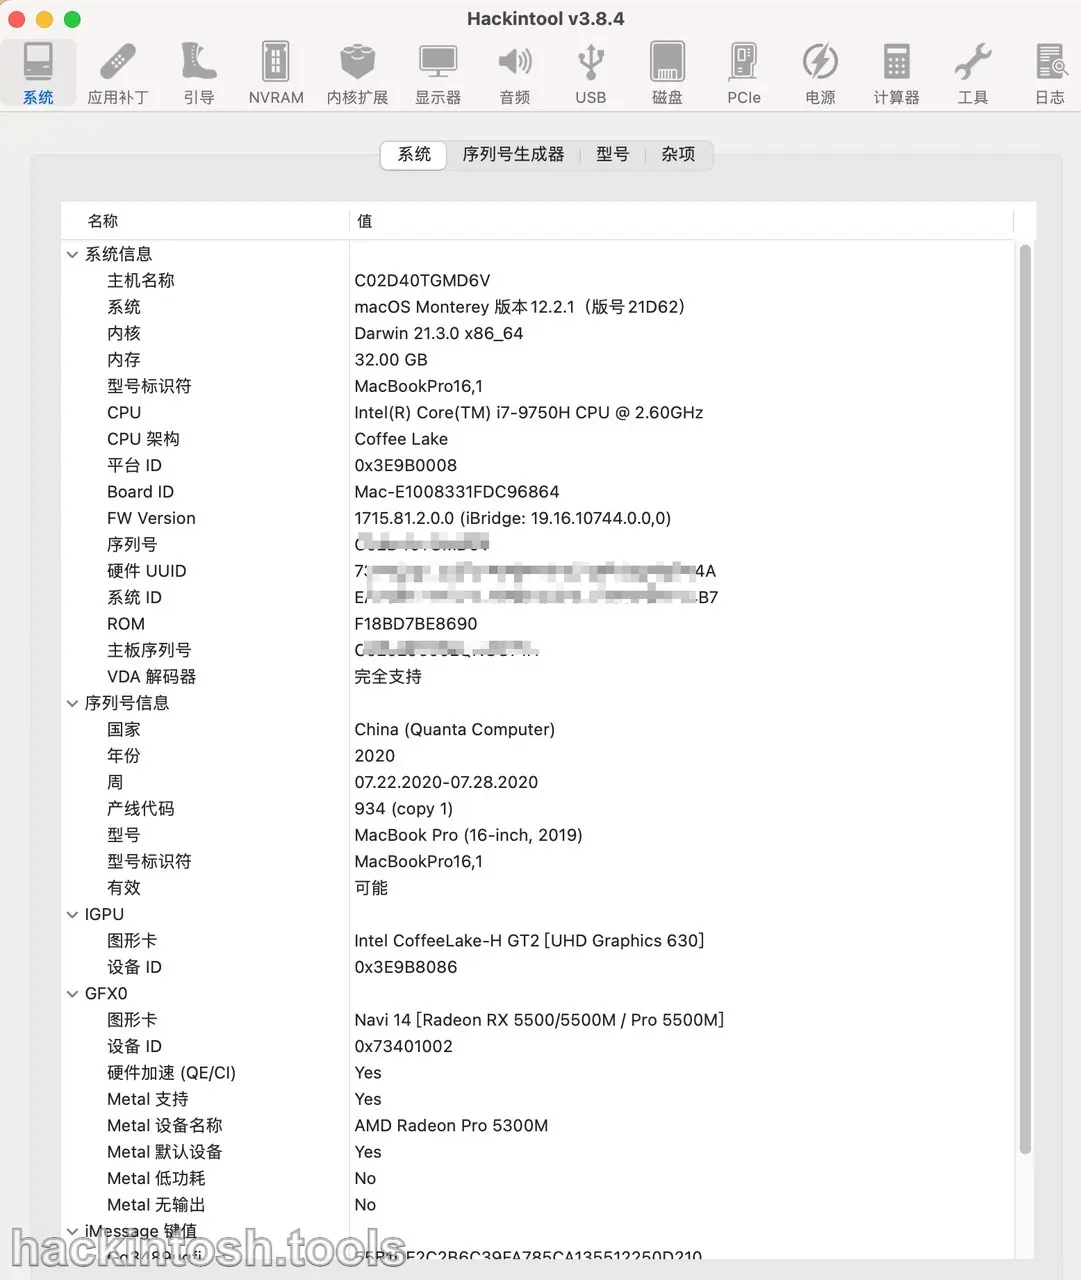 Hackintool v3.8.4
系统 应用补丁 引导 NVRAM 内核扩展 显示器 音频 USB 磁盘 PCIe 电源 计算器 工具 日志
系统 序列号生成器 型号 杂项
名称 值
系统信息
主机名称 C02D40TGMD6V
系统 macOS Monterey 版本12.2.1（版号21D62）
内核 Darwin 21.3.0 x86_64
内存 32.00 GB
型号标识符 MacBookPro16,1
CPU Intel(R) Core(TM) i7-9750H CPU @ 2.60GHz
CPU 架构 Coffee Lake
平台 ID 0x3E9B0008
Board ID Mac-E1008331FDC96864
FW Version 1715.81.2.0.0 (iBridge: 19.16.10744.0.0,0)
序列号
硬件 UUID
系统 ID
ROM F18BD7BE8690
主板序列号
VDA 解码器 完全支持
序列号信息
国家 China (Quanta Computer)
年份 2020
周 07.22.2020-07.28.2020
产线代码 934 (copy 1)
型号 MacBook Pro (16-inch, 2019)
型号标识符 MacBookPro16,1
有效 可能
IGPU
图形卡 Intel CoffeeLake-H GT2 [UHD Graphics 630]
设备 ID 0x3E9B8086
GFX0
图形卡 Navi 14 [Radeon RX 5500/5500M / Pro 5500M]
设备 ID 0x73401002
硬件加速 (QE/CI) Yes
Metal 支持 Yes
Metal 设备名称 AMD Radeon Pro 5300M
Metal 默认设备 Yes
Metal 低功耗 No
Metal 无输出 No
iMessage 键值
hackintosh.tools